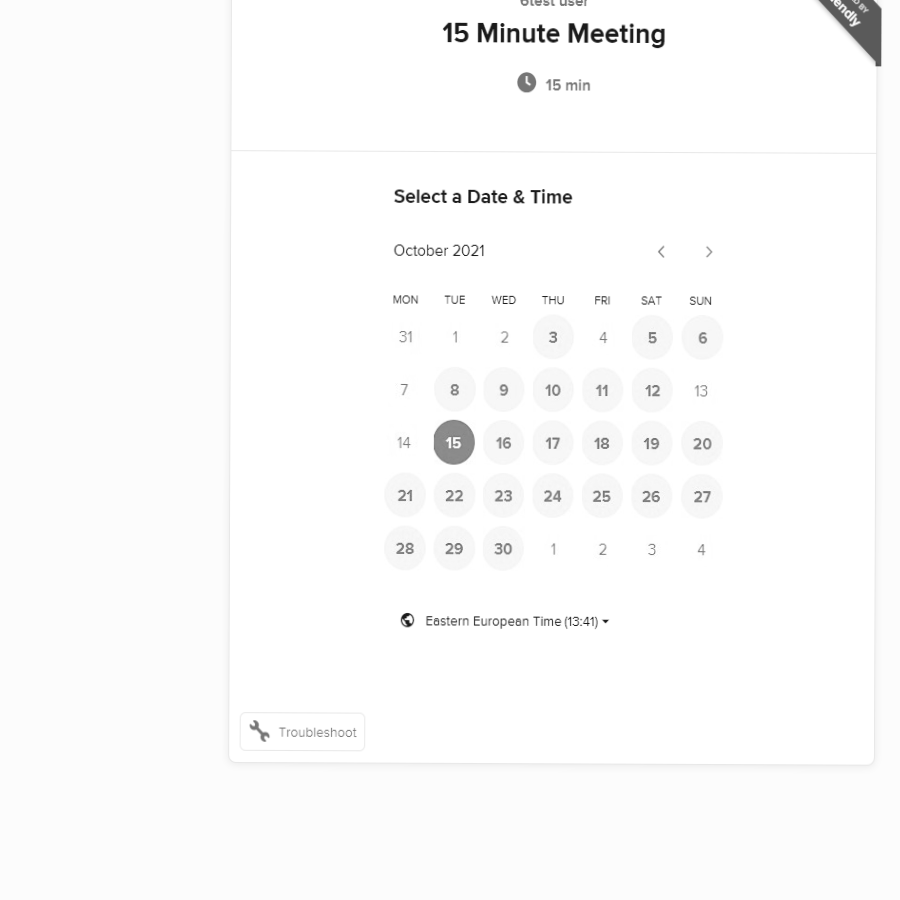 6test user
15 Minute Meeting
15 min
Select a Date & Time
October 2021
MON TUE WED THU FRI SAT SUN
31 1 2 3 4 5 6
7 8 9 10 11 12 13
14 15 16 17 18 19 20
21 22 23 24 25 26 27
28 29 30 1 2 3 4
Eastern European Time (13:41)
Troubleshoot